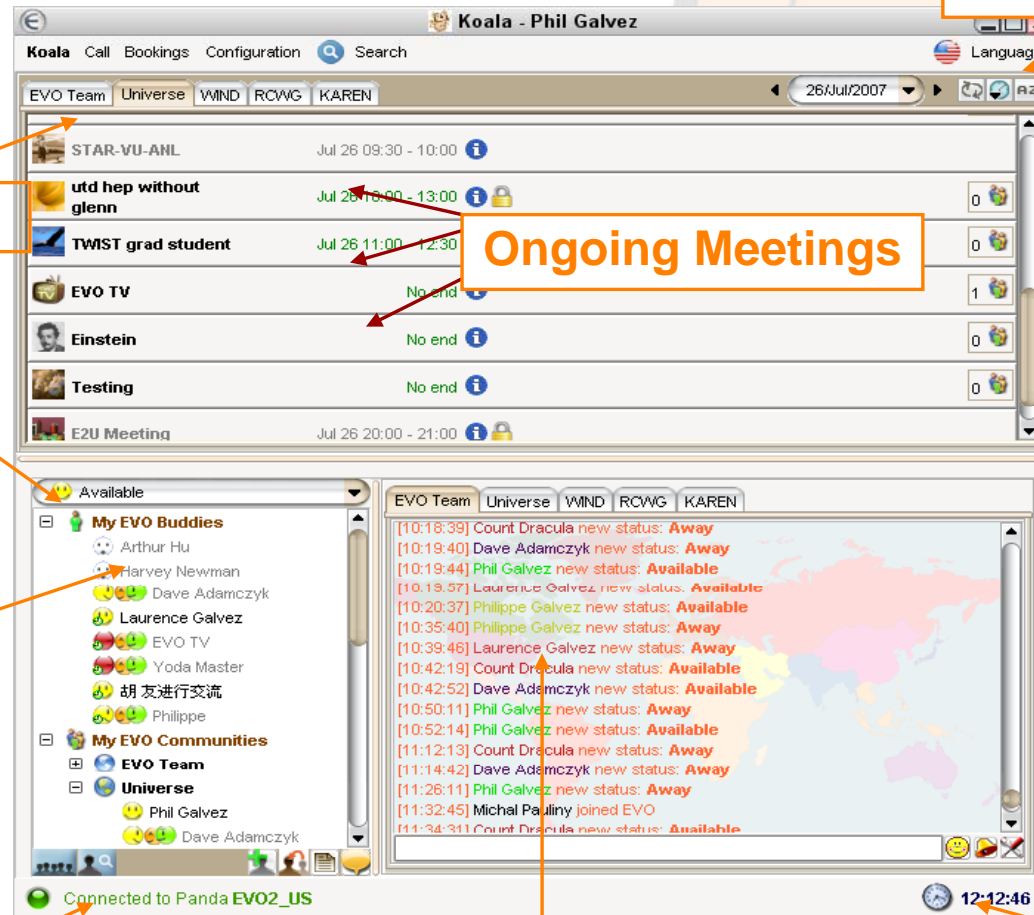 Koala - Phil Galvez
Koala Call Bookings Configuration Search Languag
EVO Team Universe WIND RCWG KAREN 26/Jul/2007 AZ
STAR-VU-ANL Jul 26 09:30 - 10:00
utd hep without
glenn
Jul 26 10:00 - 13:00 0
TWIST grad student Jul 26 11:00 - 12:30 0
Ongoing Meetings
EVO TV No end 1
Einstein No end 0
Testing No end 0
E2U Meeting Jul 26 20:00 - 21:00
Available
My EVO Buddies
Arthur Hu
Harvey Newman
Dave Adamczyk
Laurence Galvez
EVO TV
Yoda Master
胡 友进行交流
Philippe
My EVO Communities
EVO Team
Universe
Phil Galvez
Dave Adamczyk
EVO Team Universe WIND RCWG KAREN
[10:18:39] Count Dracula new status: Away
[10:19:40] Dave Adamczyk new status: Away
[10:19:44] Phil Galvez new status: Available
[10:19:57] Laurence Galvez new status: Available
[10:20:37] Philippe Galvez new status: Available
[10:35:40] Philippe Galvez new status: Away
[10:39:46] Laurence Galvez new status: Away
[10:42:19] Count Dracula new status: Available
[10:42:52] Dave Adamczyk new status: Available
[10:50:11] Phil Galvez new status: Away
[10:52:14] Phil Galvez new status: Available
[11:12:13] Count Dracula new status: Away
[11:14:42] Dave Adamczyk new status: Away
[11:26:11] Phil Galvez new status: Away
[11:32:45] Michal Pauliny joined EVO
[11:34:31] Count Dracula new status: Available
Connected to Panda EVO2_US 12:12:46